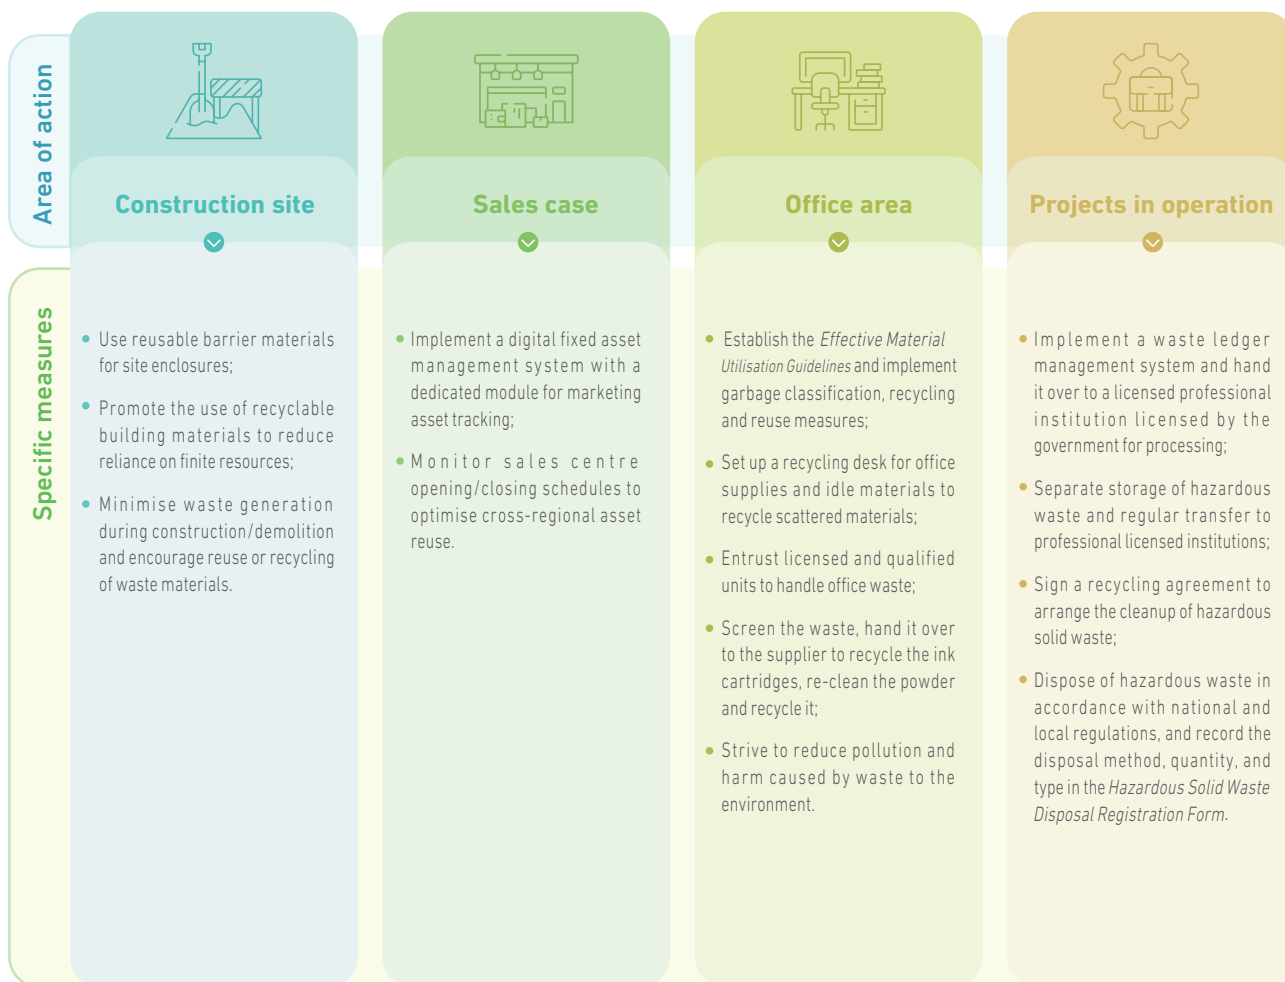 Area of action
Construction site
Sales case
Office area
Projects in operation
Specific measures
Use reusable barrier materials
for site enclosures;
Promote the use of recyclable
building materials to reduce
reliance on finite resources;
Minimise waste generation
during construction/demolition
and encourage reuse or recycling
of waste materials.
Implement a digital fixed asset
management system with a
dedicated module for marketing
asset tracking;
Monitor sales centre
opening/closing schedules to
optimise cross-regional asset
reuse.
Establish the Effective Material
Utilisation Guidelines and implement
garbage classification, recycling
and reuse measures;
Set up a recycling desk for office
supplies and idle materials to
recycle scattered materials;
Entrust licensed and qualified
units to handle office waste;
Screen the waste, hand it over
to the supplier to recycle the ink
cartridges, re-clean the powder
and recycle it;
Strive to reduce pollution and
harm caused by waste to the
environment.
Implement a waste ledger
management system and hand
it over to a licensed professional
institution licensed by the
government for processing;
Separate storage of hazardous
waste and regular transfer to
professional licensed institutions;
Sign a recycling agreement to
arrange the cleanup of hazardous
solid waste;
Dispose of hazardous waste in
accordance with national and
local regulations, and record the
disposal method, quantity, and
type in the Hazardous Solid Waste
Disposal Registration Form.